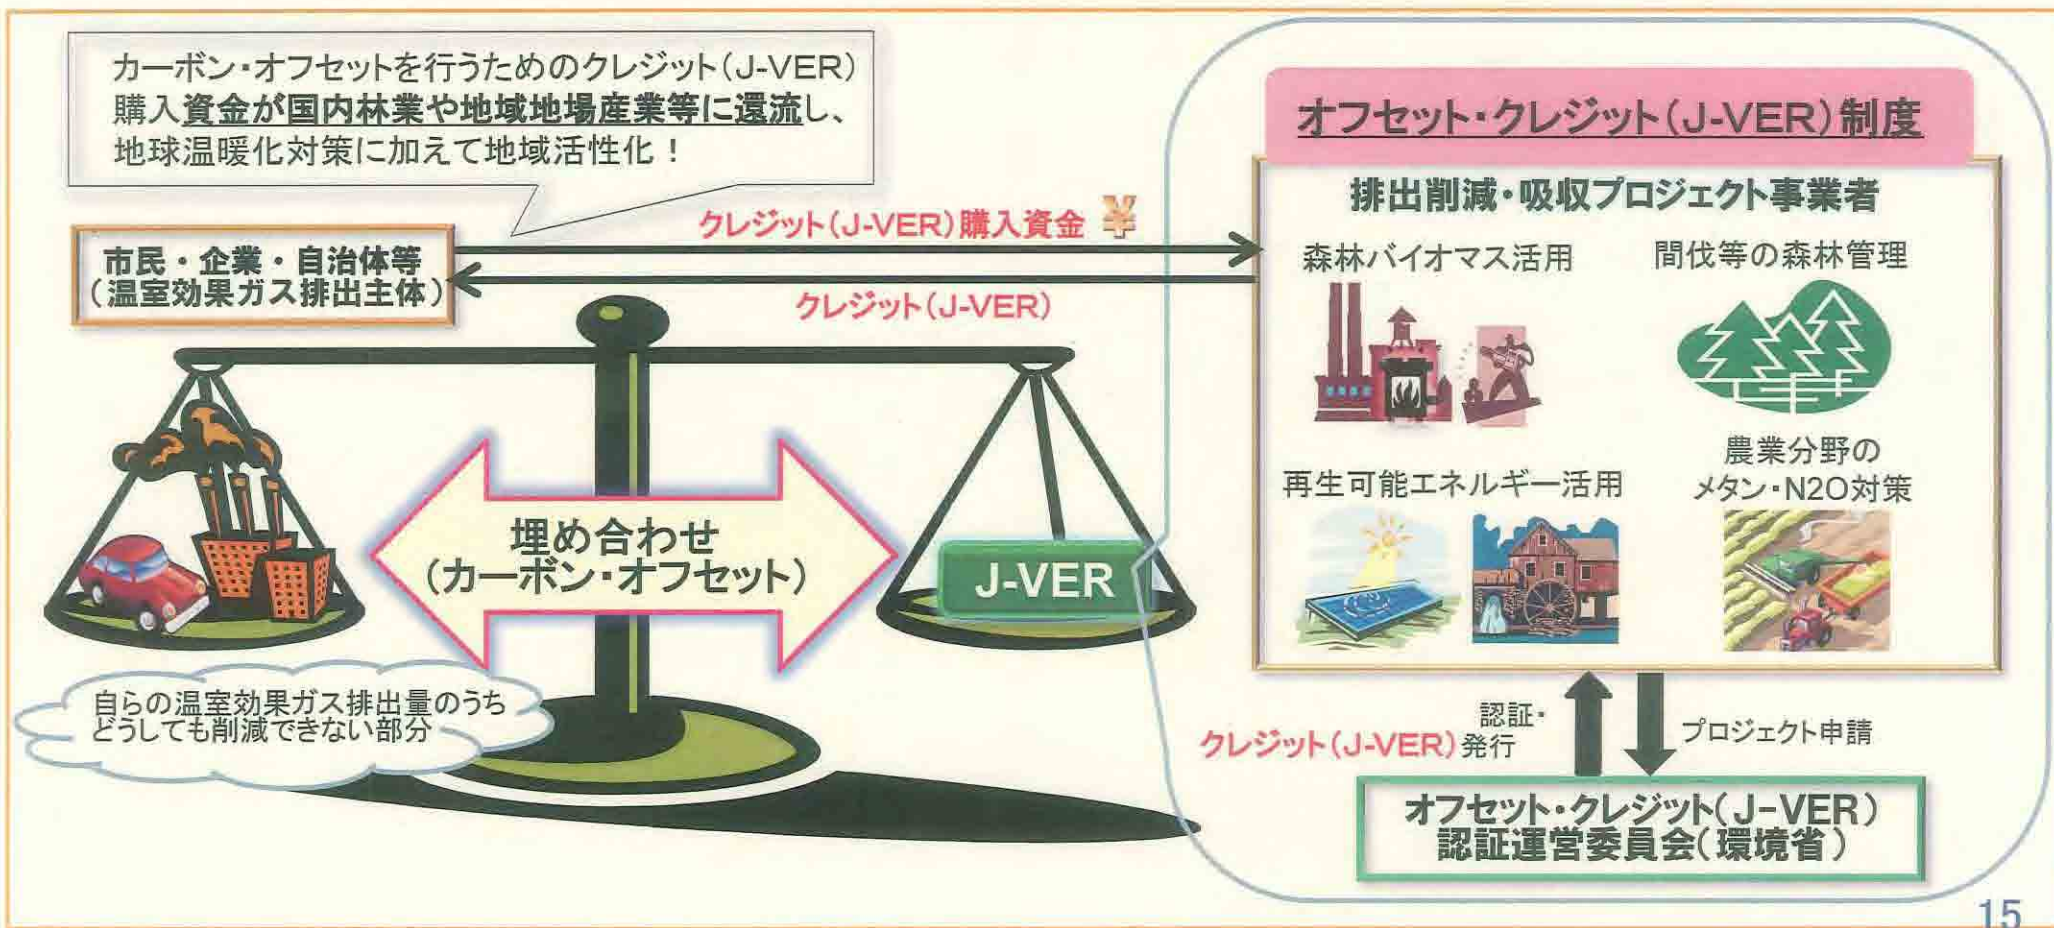 カーボン・オフセットを行うためのクレジット(J-VER)
購入資金が国内林業や地域地場産業等に還流し、
地球温暖化対策に加えて地域活性化！
市民・企業・自治体等
(温室効果ガス排出主体)
クレジット(J-VER)購入資金 ¥
クレジット(J-VER)
埋め合わせ
(カーボン・オフセット)
J-VER
自らの温室効果ガス排出量のうち
どうしても削減できない部分
オフセット・クレジット(J-VER)制度
排出削減・吸収プロジェクト事業者
森林バイオマス活用
間伐等の森林管理
再生可能エネルギー活用
農業分野の
メタン・N2O対策
クレジット(J-VER)
認証・
発行
プロジェクト申請
オフセット・クレジット(J-VER)
認証運営委員会(環境省)
15